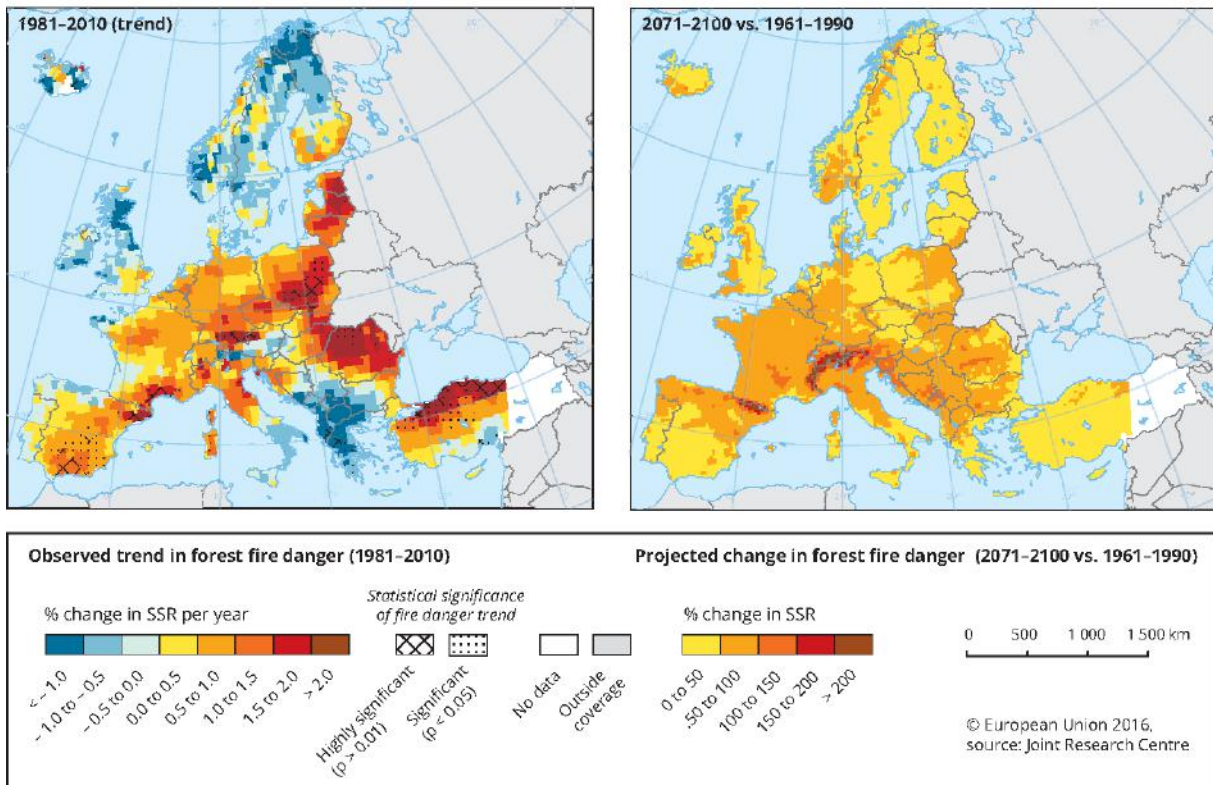 1981–2010 (trend)
2071–2100 vs. 1961–1990
Observed trend in forest fire danger (1981–2010)
% change in SSR per year
< – 1.0
– 1.0 to – 0.5
– 0.5 to 0.0
0.0 to 0.5
0.5 to 1.0
1.0 to 1.5
1.5 to 2.0
> 2.0
Statistical significance
of fire danger trend
Highly significant
(p > 0.01)
Significant
(p < 0.05)
No data
Outside
coverage
Projected change in forest fire danger (2071–2100 vs. 1961–1990)
% change in SSR
0 to 50
.50 to 100
100 to 150
150 to 200
> 200
0 500 1 000 1 500 km
© European Union 2016,
source: Joint Research Centre